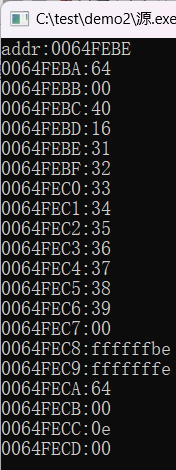 C:\test\demo2\源.exe
addr:0064FEBE
0064FEBA:64
0064FEBB:00
0064FEBC:40
0064FEBD:16
0064FEBE:31
0064FEBF:32
0064FEC0:33
0064FEC1:34
0064FEC2:35
0064FEC3:36
0064FEC4:37
0064FEC5:38
0064FEC6:39
0064FEC7:00
0064FEC8:ffffffbe
0064FEC9:fffffffe
0064FECA:64
0064FECB:00
0064FECC:0e
0064FECD:00